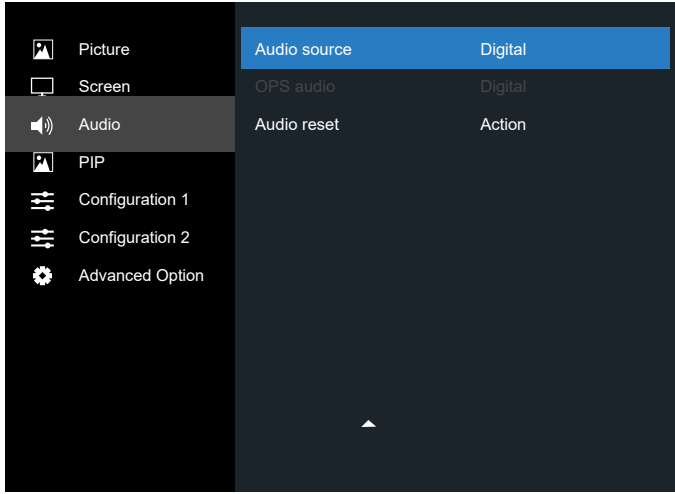 Picture
Screen
Audio
PIP
Configuration 1
Configuration 2
Advanced Option
Audio source Digital
OPS audio Digital
Audio reset Action